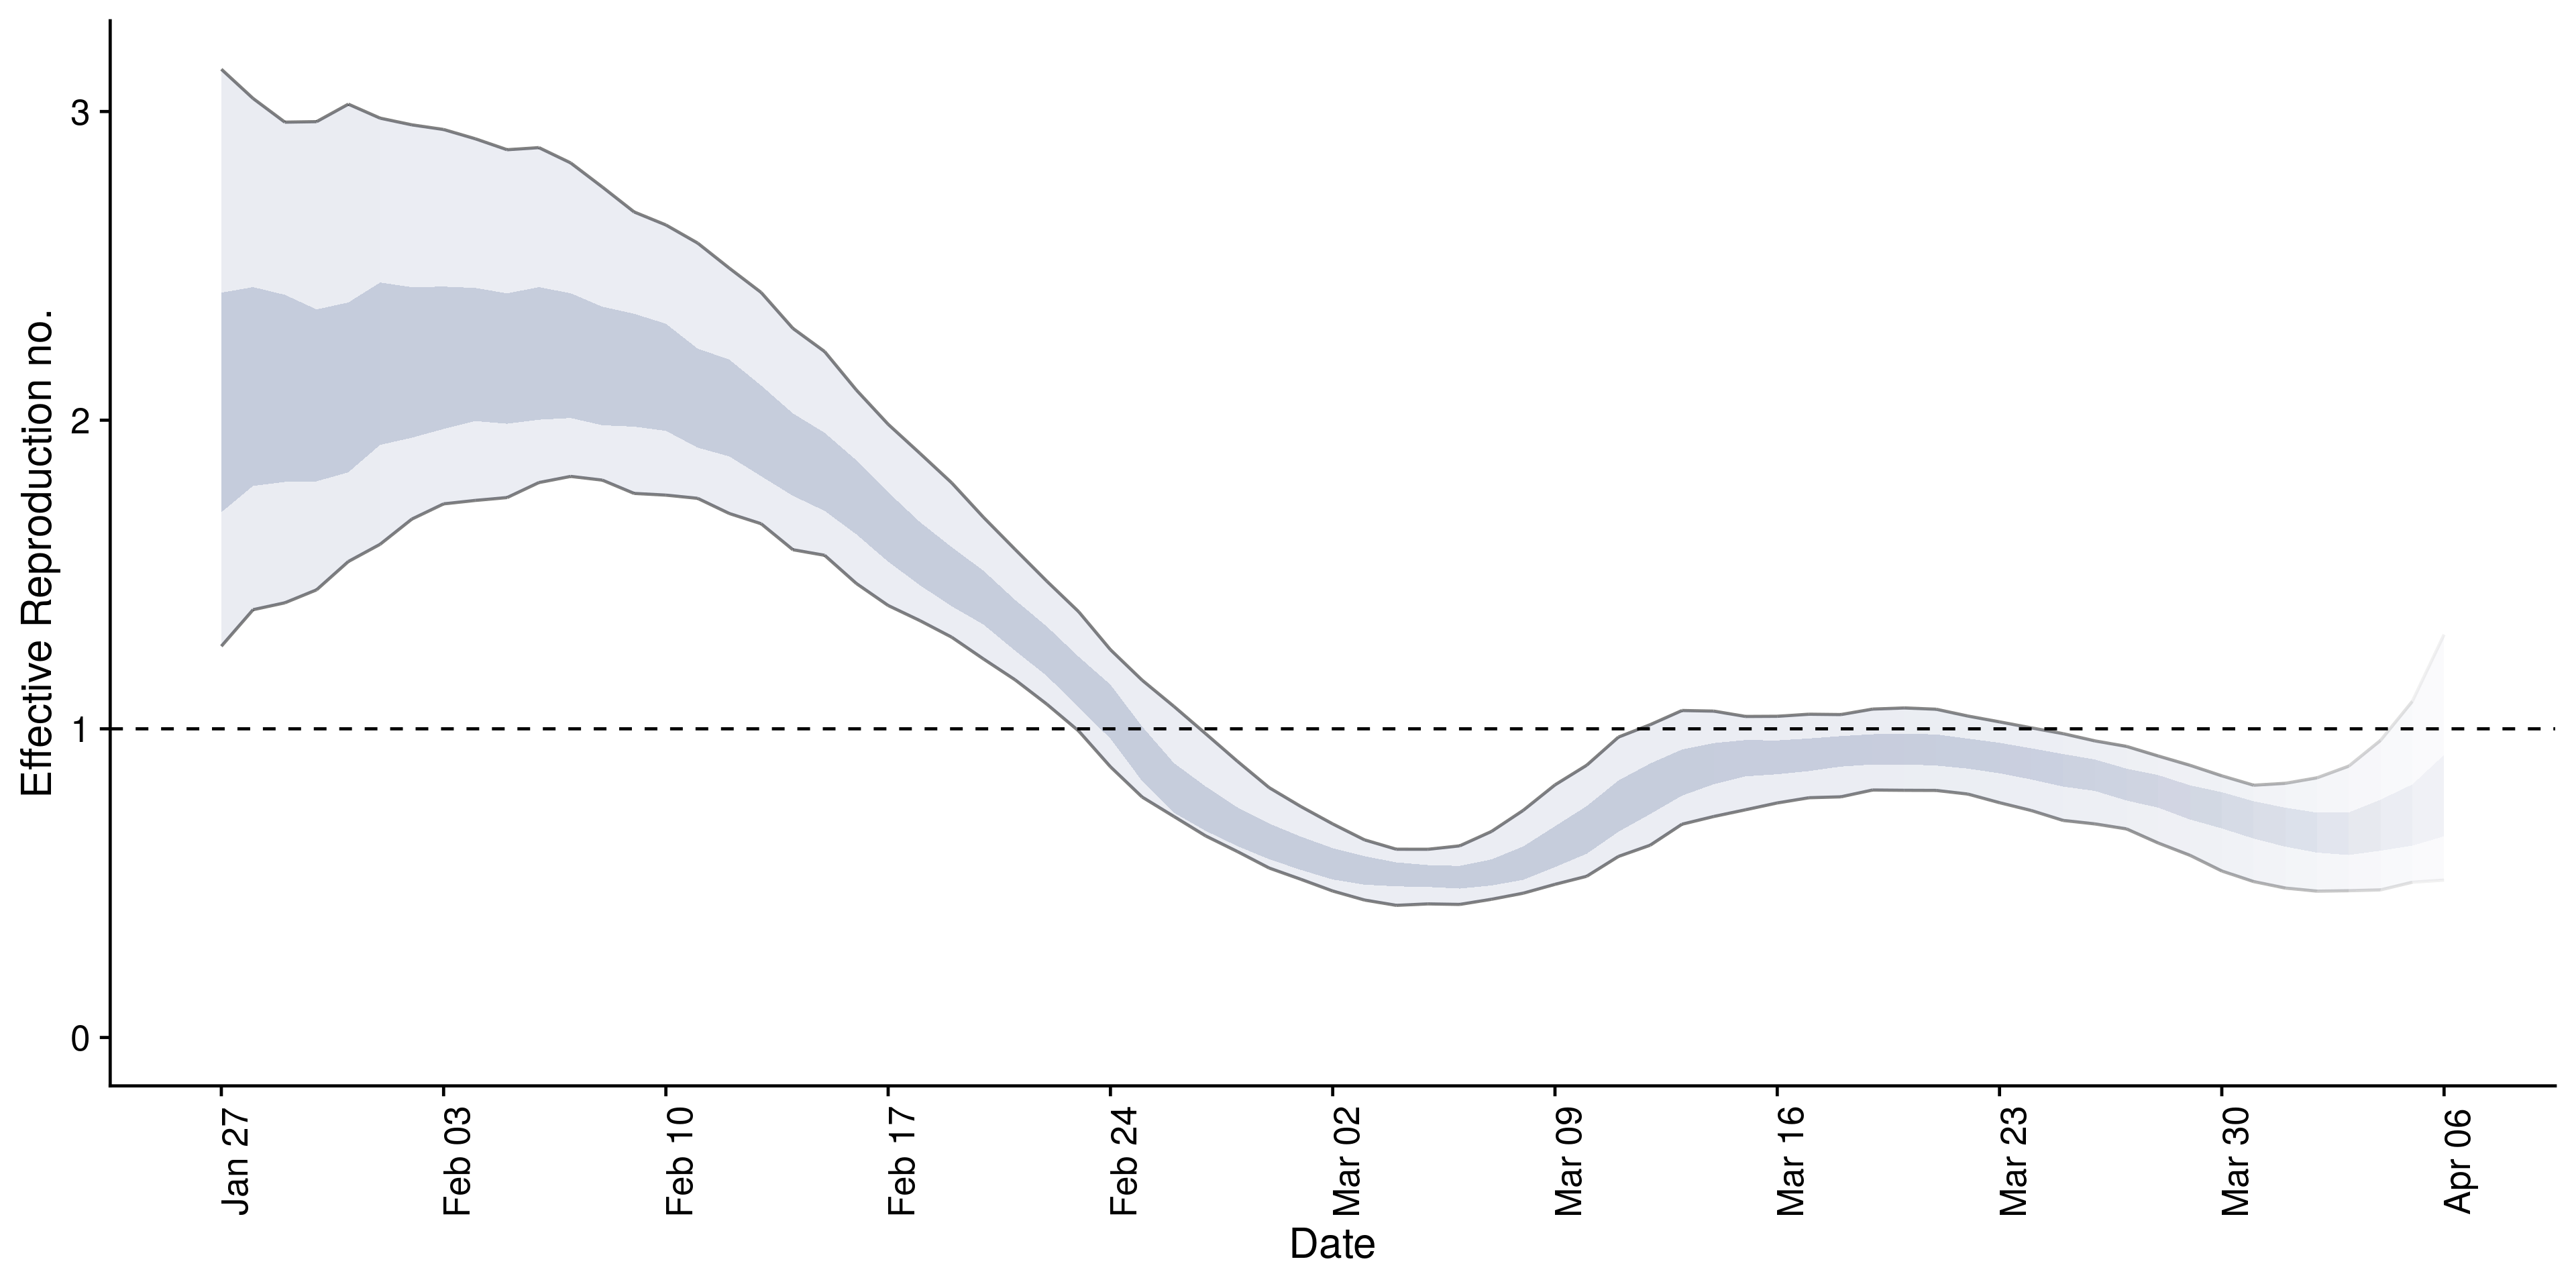 Effective Reproduction no.
3
2
1
0
Jan 27
Feb 03
Feb 10
Feb 17
Feb 24
Mar 02
Mar 09
Mar 16
Mar 23
Mar 30
Apr 06
Date